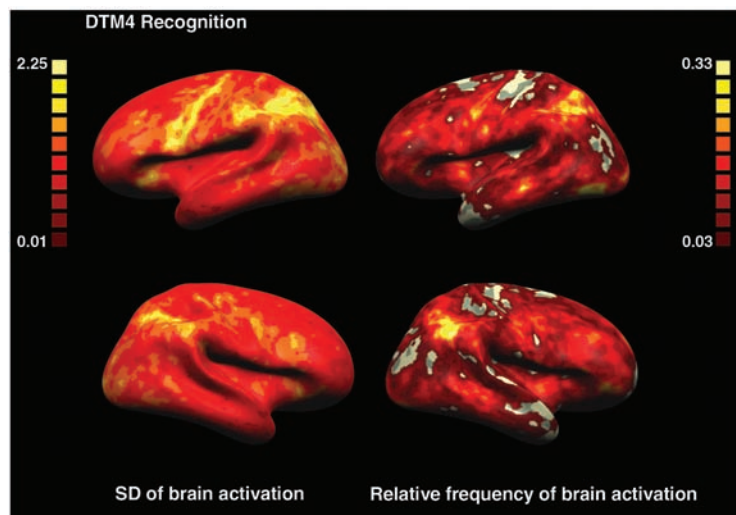 DTM4 Recognition
2.25
0.33
0.01
0.03
SD of brain activation
Relative frequency of brain activation